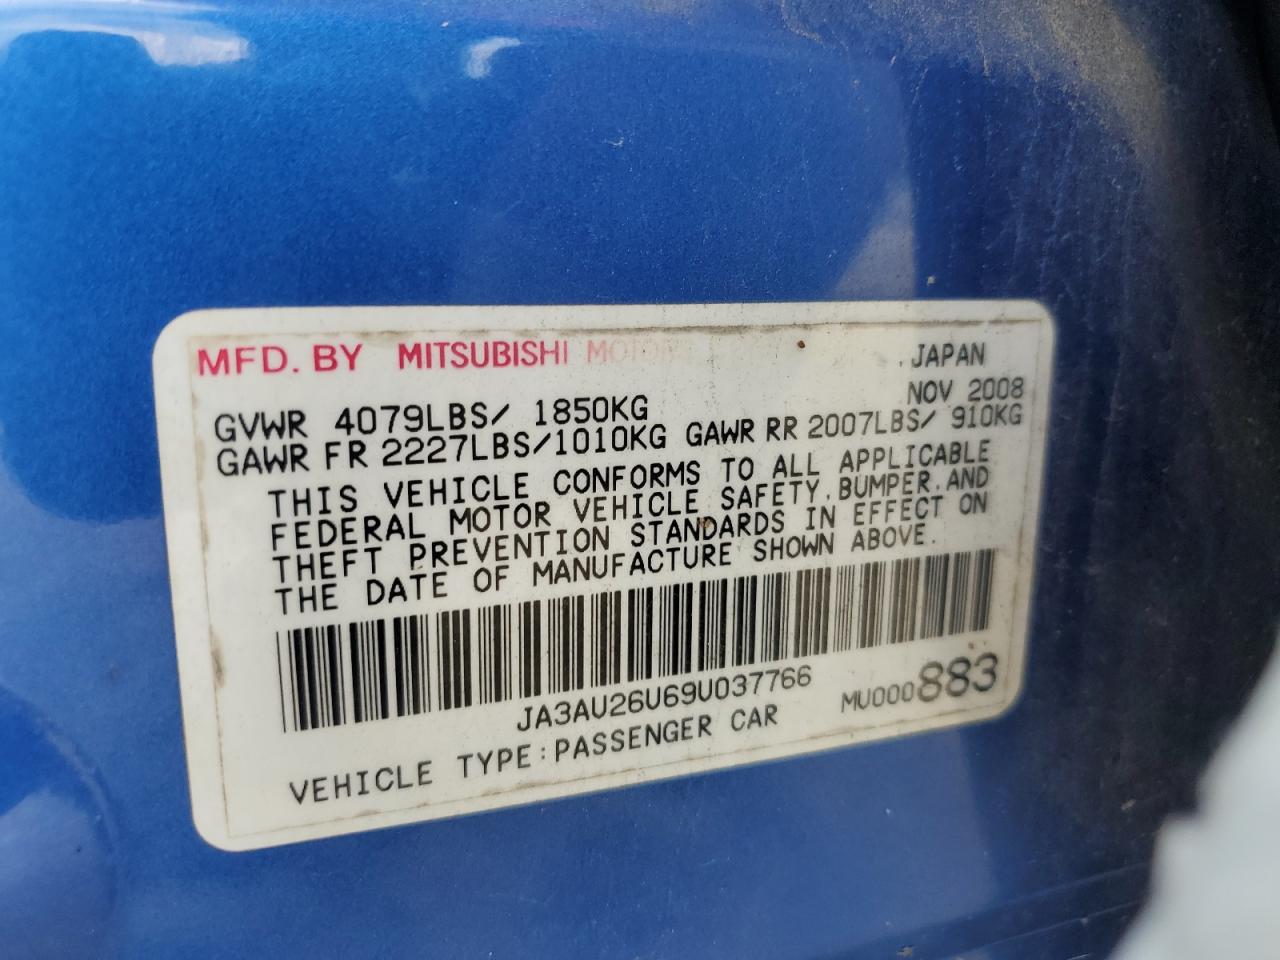 MFD. BY MITSUBISHI MOTORS JAPAN
NOV 2008
GVWR 4079LBS/ 1850KG
GAWR FR 2227LBS/1010KG GAWR RR 2007LBS/ 910KG
THIS VEHICLE CONFORMS TO ALL APPLICABLE
FEDERAL MOTOR VEHICLE SAFETY, BUMPER, AND
THEFT PREVENTION STANDARDS IN EFFECT ON
THE DATE OF MANUFACTURE SHOWN ABOVE.
JA3AU26U69U037766
MU000883
VEHICLE TYPE:PASSENGER CAR